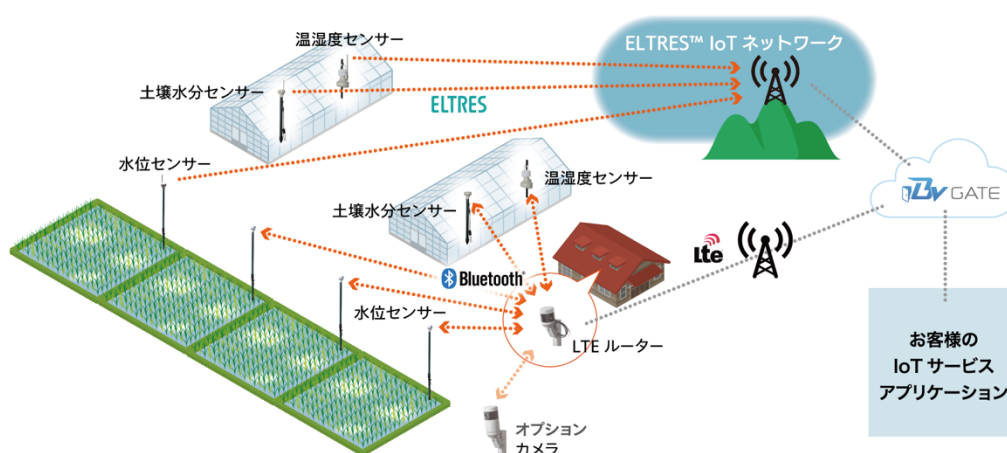 温湿度センサー
ELTRES™ IoT ネットワーク
土壌水分センサー
ELTRES
水位センサー
温湿度センサー
土壌水分センサー
BV GATE
Lte
Bluetooth®
水位センサー
LTE ルーター
お客様の
IoT サービス
アプリケーション
オプション
カメラ